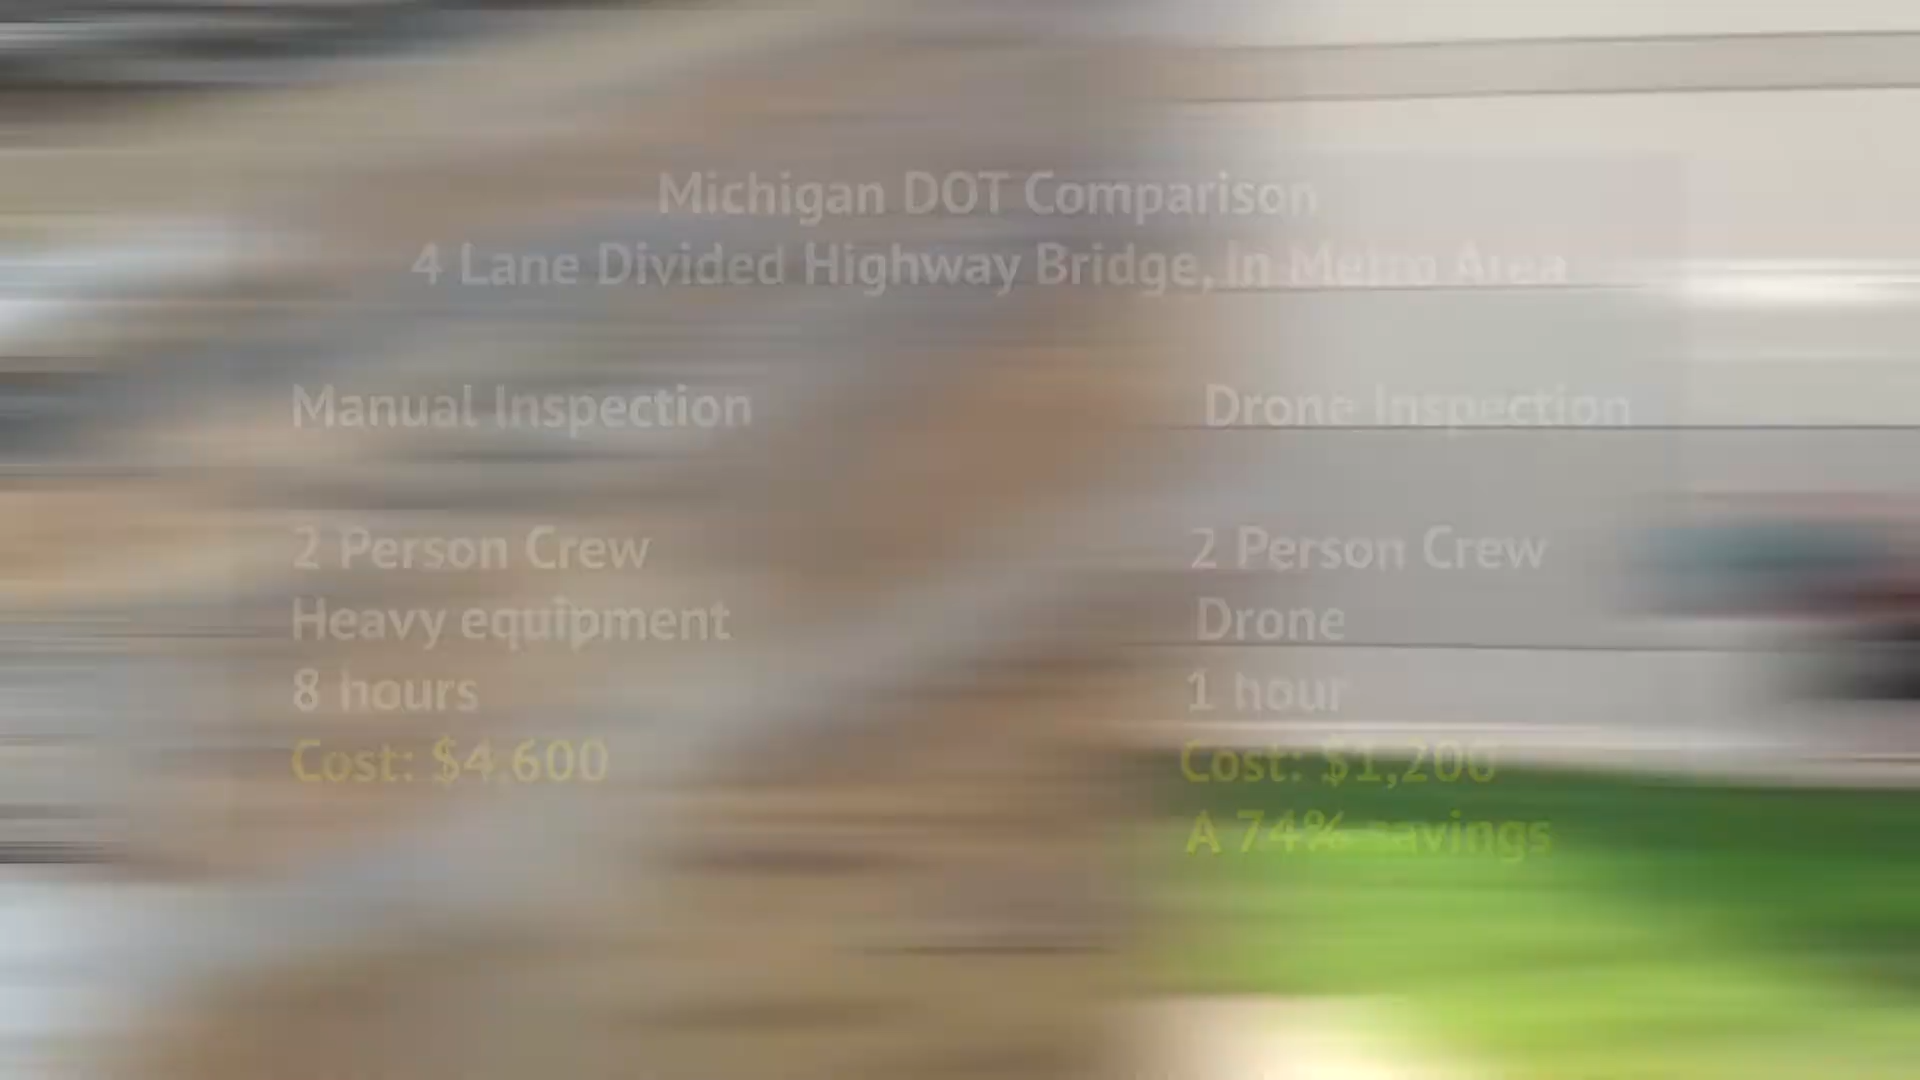 Michigan DOT Comparison
4 Lane Divided Highway Bridge, in Metro Area
Manual Inspection
Drone Inspection
2 Person Crew
Heavy equipment
8 hours
Cost: $4.600
2 Person Crew
Drone
1 hour
Cost: $1,200
A 74% savings